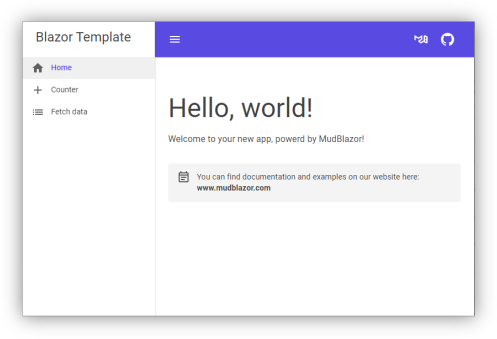 Blazor Template
Home
Counter
Fetch data
Hello, world!
Welcome to your new app, powerd by MudBlazor!
You can find documentation and examples on our website here:
www.mudblazor.com